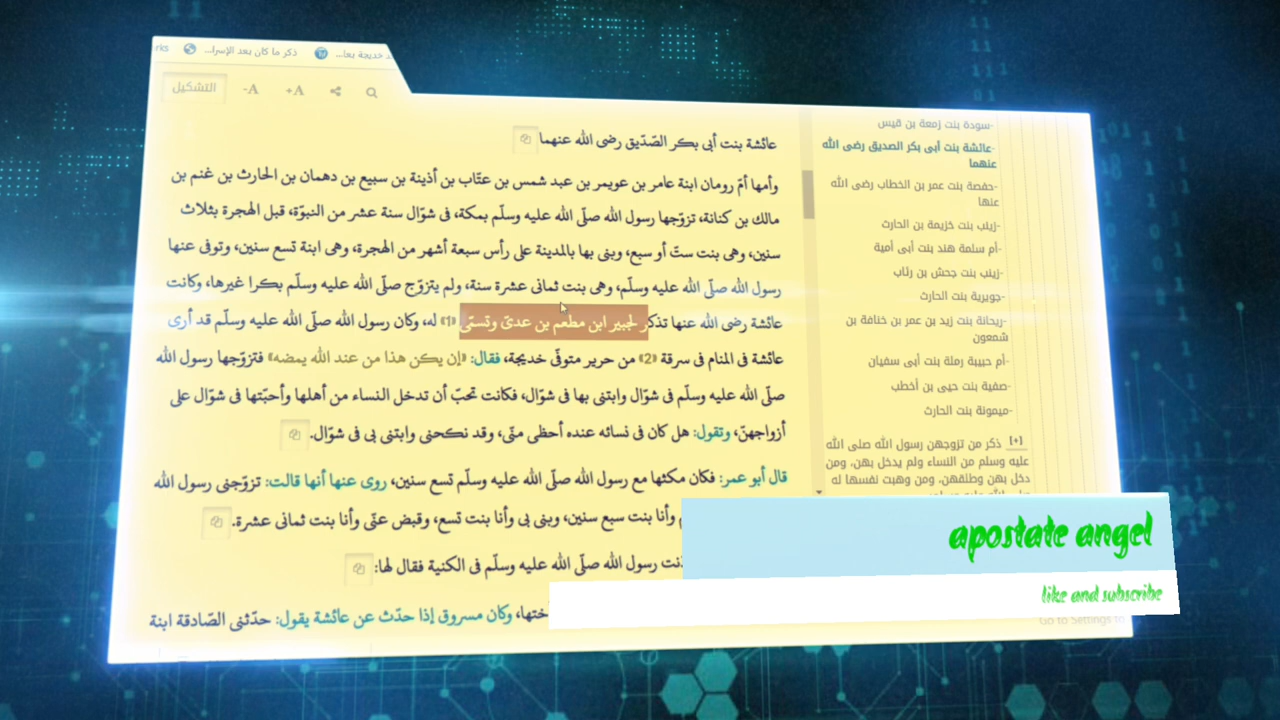 ذكر ما كان بعد الإسرا...
خديجة بعا...
التشكيل
-A
+A
عائشة بنت أبى بكر الصّدّيق رضى الله عنهما
وأمها أمّ رومان ابنة عامر بن عويمر بن عبد شمس بن عتّاب بن أذينة بن سبيع بن دهمان بن الحارث بن غنم بن
مالك بن كنانة، تزوّجها رسول الله صلّى الله عليه وسلّم بمكة، فى شوّال سنة عشر من النبوّة، قبل الهجرة بثلاث
سنين، وهى بنت ستّ أو سبع، وبنى بها بالمدينة على رأس سبعة أشهر من الهجرة، وهى ابنة تسع سنين، وتوفى عنها
رسول الله صلّى الله عليه وسلّم، وهى بنت ثمانى عشرة سنة، ولم يتزوّج صلّى الله عليه وسلّم بكرا غيرها، وكانت
عائشة رضى الله عنها تذكر لجبير ابن مطعم بن عدىّ وتسمّى «1» له، وكان رسول الله صلّى الله عليه وسلّم قد أرى
عائشة فى المنام فى سرقة «2» من حرير متوفّى خديجة، فقال: «إن يكن هذا من عند الله يمضه» فتزوّجها رسول الله
صلّى الله عليه وسلّم فى شوّال وابتنى بها فى شوّال، فكانت تحبّ أن تدخل النساء من أهلها وأحبّتها فى شوّال على
أزواجهنّ، وتقول: هل كان فى نسائه عنده أحظى منّى، وقد نكحنى وابتنى بى فى شوّال.
قال أبو عمر: فكان مكثها مع رسول الله صلّى الله عليه وسلّم تسع سنين، روى عنها أنها قالت: تزوّجنى رسول الله
وأنا بنت سبع سنين، وبنى بى وأنا بنت تسع، وقبض عنّى وأنا بنت ثمانى عشرة.
رسول الله صلّى الله عليه وسلّم فى الكنية فقال لها:
وكان مسروق إذا حدّث عن عائشة يقول: حدّثنى الصّادقة ابنة
-سودة بنت زمعة بن قيس
-عائشة بنت أبى بكر الصديق رضى الله
عنهما
-حفصة بنت عمر بن الخطاب رضى الله
عنها
-زينب بنت خزيمة بن الحارث
-أم سلمة هند بنت أبى أمية
-زينب بنت جحش بن رئاب
-جويرية بنت الحارث
-ريحانة بنت زيد بن عمر بن خنافة بن
شمعون
-أم حبيبة رملة بنت أبى سفيان
-صفية بنت حيى بن أخطب
-ميمونة بنت الحارث
[+] ذكر من تزوجهن رسول الله صلى الله
عليه وسلم من النساء ولم يدخل بهن، ومن
دخل بهن وطلقهن، ومن وهبت نفسها له
apostate angel
like and subscribe
Go to Settings to